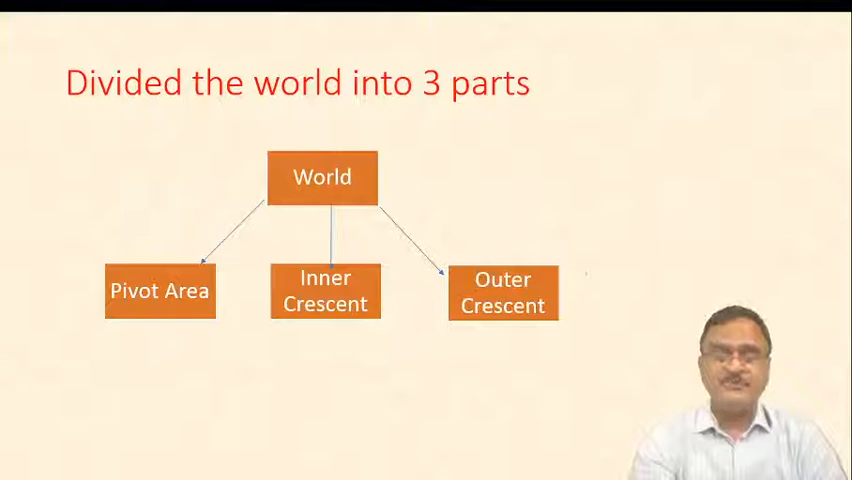 Divided the world into 3 parts
World
Pivot Area
Inner
Crescent
Outer
Crescent